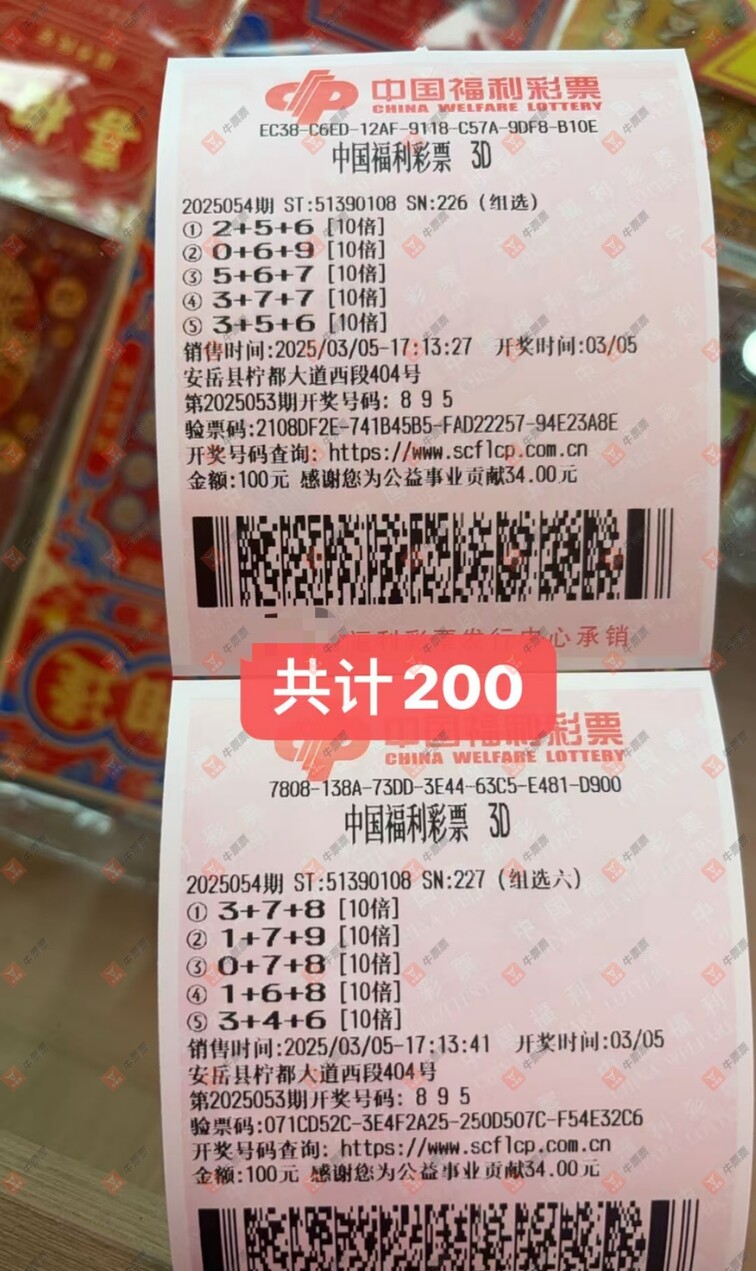 中国福利彩票
CHINA WELFARE LOTTERY
EC38-C6ED-12AF-9118-C57A-9DF8-B10E
中国福利彩票 3D
2025054期 ST:51390108 SN:226 (组选)
① 2+5+6 [10倍]
② 0+6+9 [10倍]
③ 5+6+7 [10倍]
④ 3+7+7 [10倍]
⑤ 3+5+6 [10倍]
销售时间:2025/03/05-17:13:27 开奖时间:03/05
安岳县柠都大道西段404号
第2025053期开奖号码: 8 9 5
验票码:2108DF2E-741B45B5-FAD22257-94E23A8E
开奖号码查询: https://www.scflcp.com.cn
金额:100元 感谢您为公益事业贡献34.00元
福利彩票发行中心承销
共计200
中国福利彩票
CHINA WELFARE LOTTERY
7808-138A-73DD-3E44-63C5-E481-D900
中国福利彩票 3D
2025054期 ST:51390108 SN:227 (组选六)
① 3+7+8 [10倍]
② 1+7+9 [10倍]
③ 0+7+8 [10倍]
④ 1+6+8 [10倍]
⑤ 3+4+6 [10倍]
销售时间:2025/03/05-17:13:41 开奖时间:03/05
安岳县柠都大道西段404号
第2025053期开奖号码: 8 9 5
验票码:071CD52C-3E4F2A25-250D507C-F54E32C6
开奖号码查询: https://www.scflcp.com.cn
金额:100元 感谢您为公益事业贡献34.00元